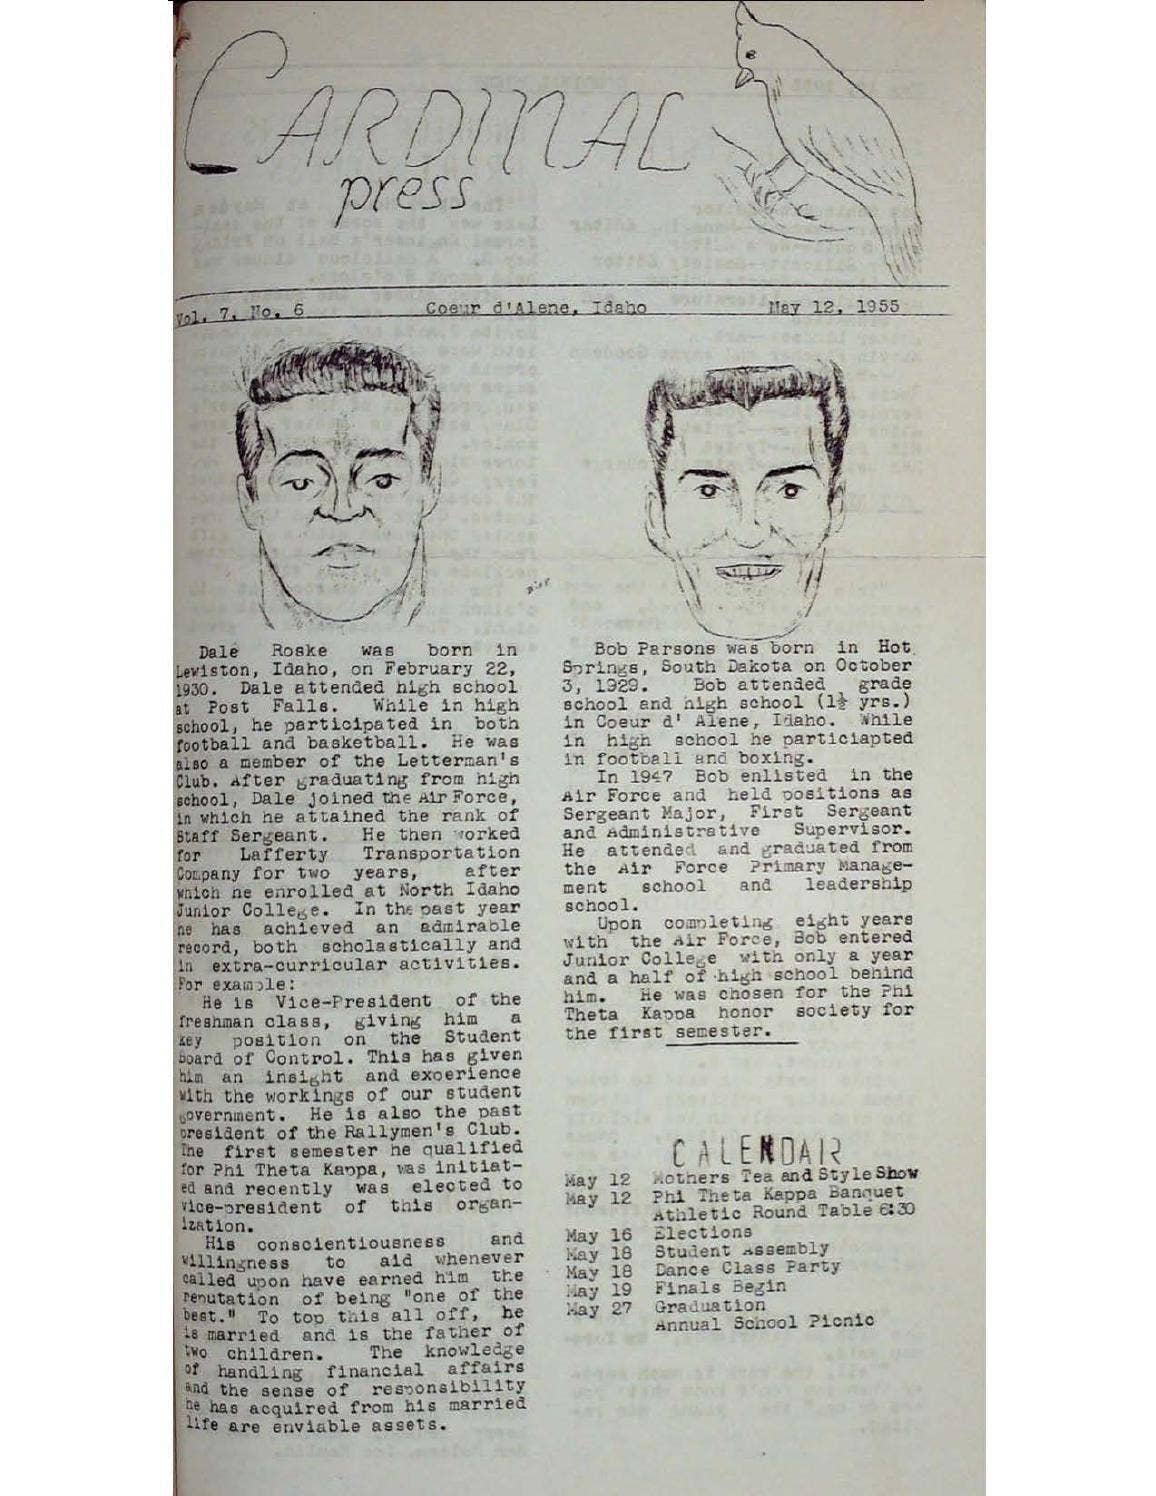 CARDINAL
press
Vol. 7, No. 6 Coeur d'Alene, Idaho May 12, 1955
Dale Roske was born in
Lewiston, Idaho, on February 22,
1930. Dale attended high school
at Post Falls. While in high
school, he participated in both
football and basketball. He was
also a member of the Letterman's
Club. After graduating from high
school, Dale joined the Air Force,
in which he attained the rank of
Staff Sergeant. He then worked
for Lafferty Transportation
Company for two years, after
which he enrolled at North Idaho
Junior College. In the past year
he has achieved an admirable
record, both scholastically and
in extra-curricular activities.
For example:
He is Vice-President of the
freshman class, giving him a
key position on the Student
Board of Control. This has given
him an insight and experience
with the workings of our student
government. He is also the past
president of the Rallymen's Club.
The first semester he qualified
for Phi Theta Kappa, was initiat-
ed and recently was elected to
vice-president of this organ-
ization.
His conscientiousness and
willingness to aid whenever
called upon have earned him the
reputation of being "one of the
best." To top this all off, he
is married and is the father of
two children. The knowledge
of handling financial affairs
and the sense of responsibility
he has acquired from his married
life are enviable assets.
Bob Parsons was born in Hot
Springs, South Dakota on October
3, 1929. Bob attended grade
school and high school (1½ yrs.)
in Coeur d' Alene, Idaho. While
in high school he particiapted
in football and boxing.
In 1947 Bob enlisted in the
Air Force and held positions as
Sergeant Major, First Sergeant
and Administrative Supervisor.
He attended and graduated from
the Air Force Primary Manage-
ment school and leadership
school.
Upon completing eight years
with the Air Force, Bob entered
Junior College with only a year
and a half of high school behind
him. He was chosen for the Phi
Theta Kappa honor society for
the first semester.
CALENDAIR
May 12 Mothers Tea and Style Show
May 12 Phi Theta Kappa Banquet
Athletic Round Table 6:30
May 16 Elections
May 18 Student Assembly
May 18 Dance Class Party
May 19 Finals Begin
May 27 Graduation
Annual School Picnic